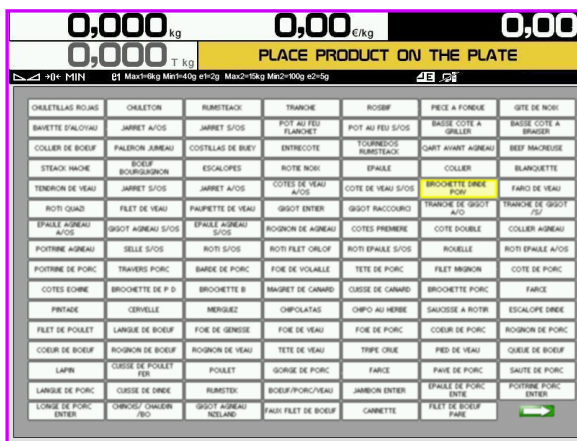 0,000 kg 0,00 €/kg 0,00
0,000 T kg PLACE PRODUCT ON THE PLATE
→0← MIN e1 Max1=6kg Min1=40g e1=2g Max2=15kg Min2=100g e2=5g
CHULETILLAS ROJAS CHULETON RUMSTEACK TRANCHE ROSBIF PIECE A FONDUE GITE DE NOIX
BAVETTE D'ALOYAU JARRET A/OS JARRET S/OS POT AU FEU FLANCHET POT AU FEU S/OS BASSE COTE A GRILLER BASSE COTE A BRAISER
COLLIER DE BOEUF PALERON JUMEAU COSTILLAS DE BUEY ENTRECOTE TOURNEDOS RUMSTEACK QART AVANT AGNEAU BEEF MACREUSE
STEACK HACHE BOEUF BOURGUIGNON ESCALOPES ROTIE NOIX EPAULE COLLIER BLANQUETTE
TENDRON DE VEAU JARRET S/OS JARRET A/OS COTES DE VEAU A/OS COTE DE VEAU S/OS BROCHETTE DINDE POIV FARO DE VEAU
ROTI QUAZI FILET DE VEAU PAUPIETTE DE VEAU GIGOT ENTIER GIGOT RACCOURCI TRANCHE DE GIGOT A/O TRANCHE DE GIGOT /S/
EPAULE AGNEAU A/OS GIGOT AGNEAU S/OS EPAULE AGNEAU S/OS ROGNON DE AGNEAU COTES PREMIERE COTE DOUBLE COLLIER AGNEAU
POITRINE AGNEAU SELLE S/OS ROTI S/OS ROTI FILET ORLOF ROTI EPAULE S/OS ROUELLE ROTI EPAULE A/OS
POITRINE DE PORC TRAVERS PORC BARDE DE PORC FOIE DE VOLAILLE TETE DE PORC FILET MIGNON COTE DE PORC
COTES ECHINE BROCHETTE DE P D BROCHETTE B MAGRET DE CANARD CUISSE DE CANARD BROCHETTE PORC FARCE
PINTADE CERVELLE MERGUEZ CHIPOLATAS CHIPO AU HERBE SAUCISSE A ROTIR ESCALOPE DINDE
FILET DE POULET LANGUE DE BOEUF FOIE DE GENISSE FOIE DE VEAU FOIE DE PORC COEUR DE PORC ROGNON DE PORC
COEUR DE BOEUF ROGNON DE BOEUF ROGNON DE VEAU TETE DE VEAU TRIPE CRUE PIED DE VEAU QUEUE DE BOEUF
LAPIN CUISSE DE POULET FER POULET GORGE DE PORC FARCE PAVE DE PORC SAUTE DE PORC
LANGUE DE PORC CUISSE DE DINDE RUMSTEK BOEUF/PORC/VEAU JAMBON ENTIER EPAULE DE PORC ENTIE POITRINE PORC ENTIER
LONGE DE PORC ENTIER CHINOIS/ CHAUDIN /BO GIGOT AGNEAU NZELAND FAUX FILET DE BOEUF CANNETTE FILET DE BOEUF PARE